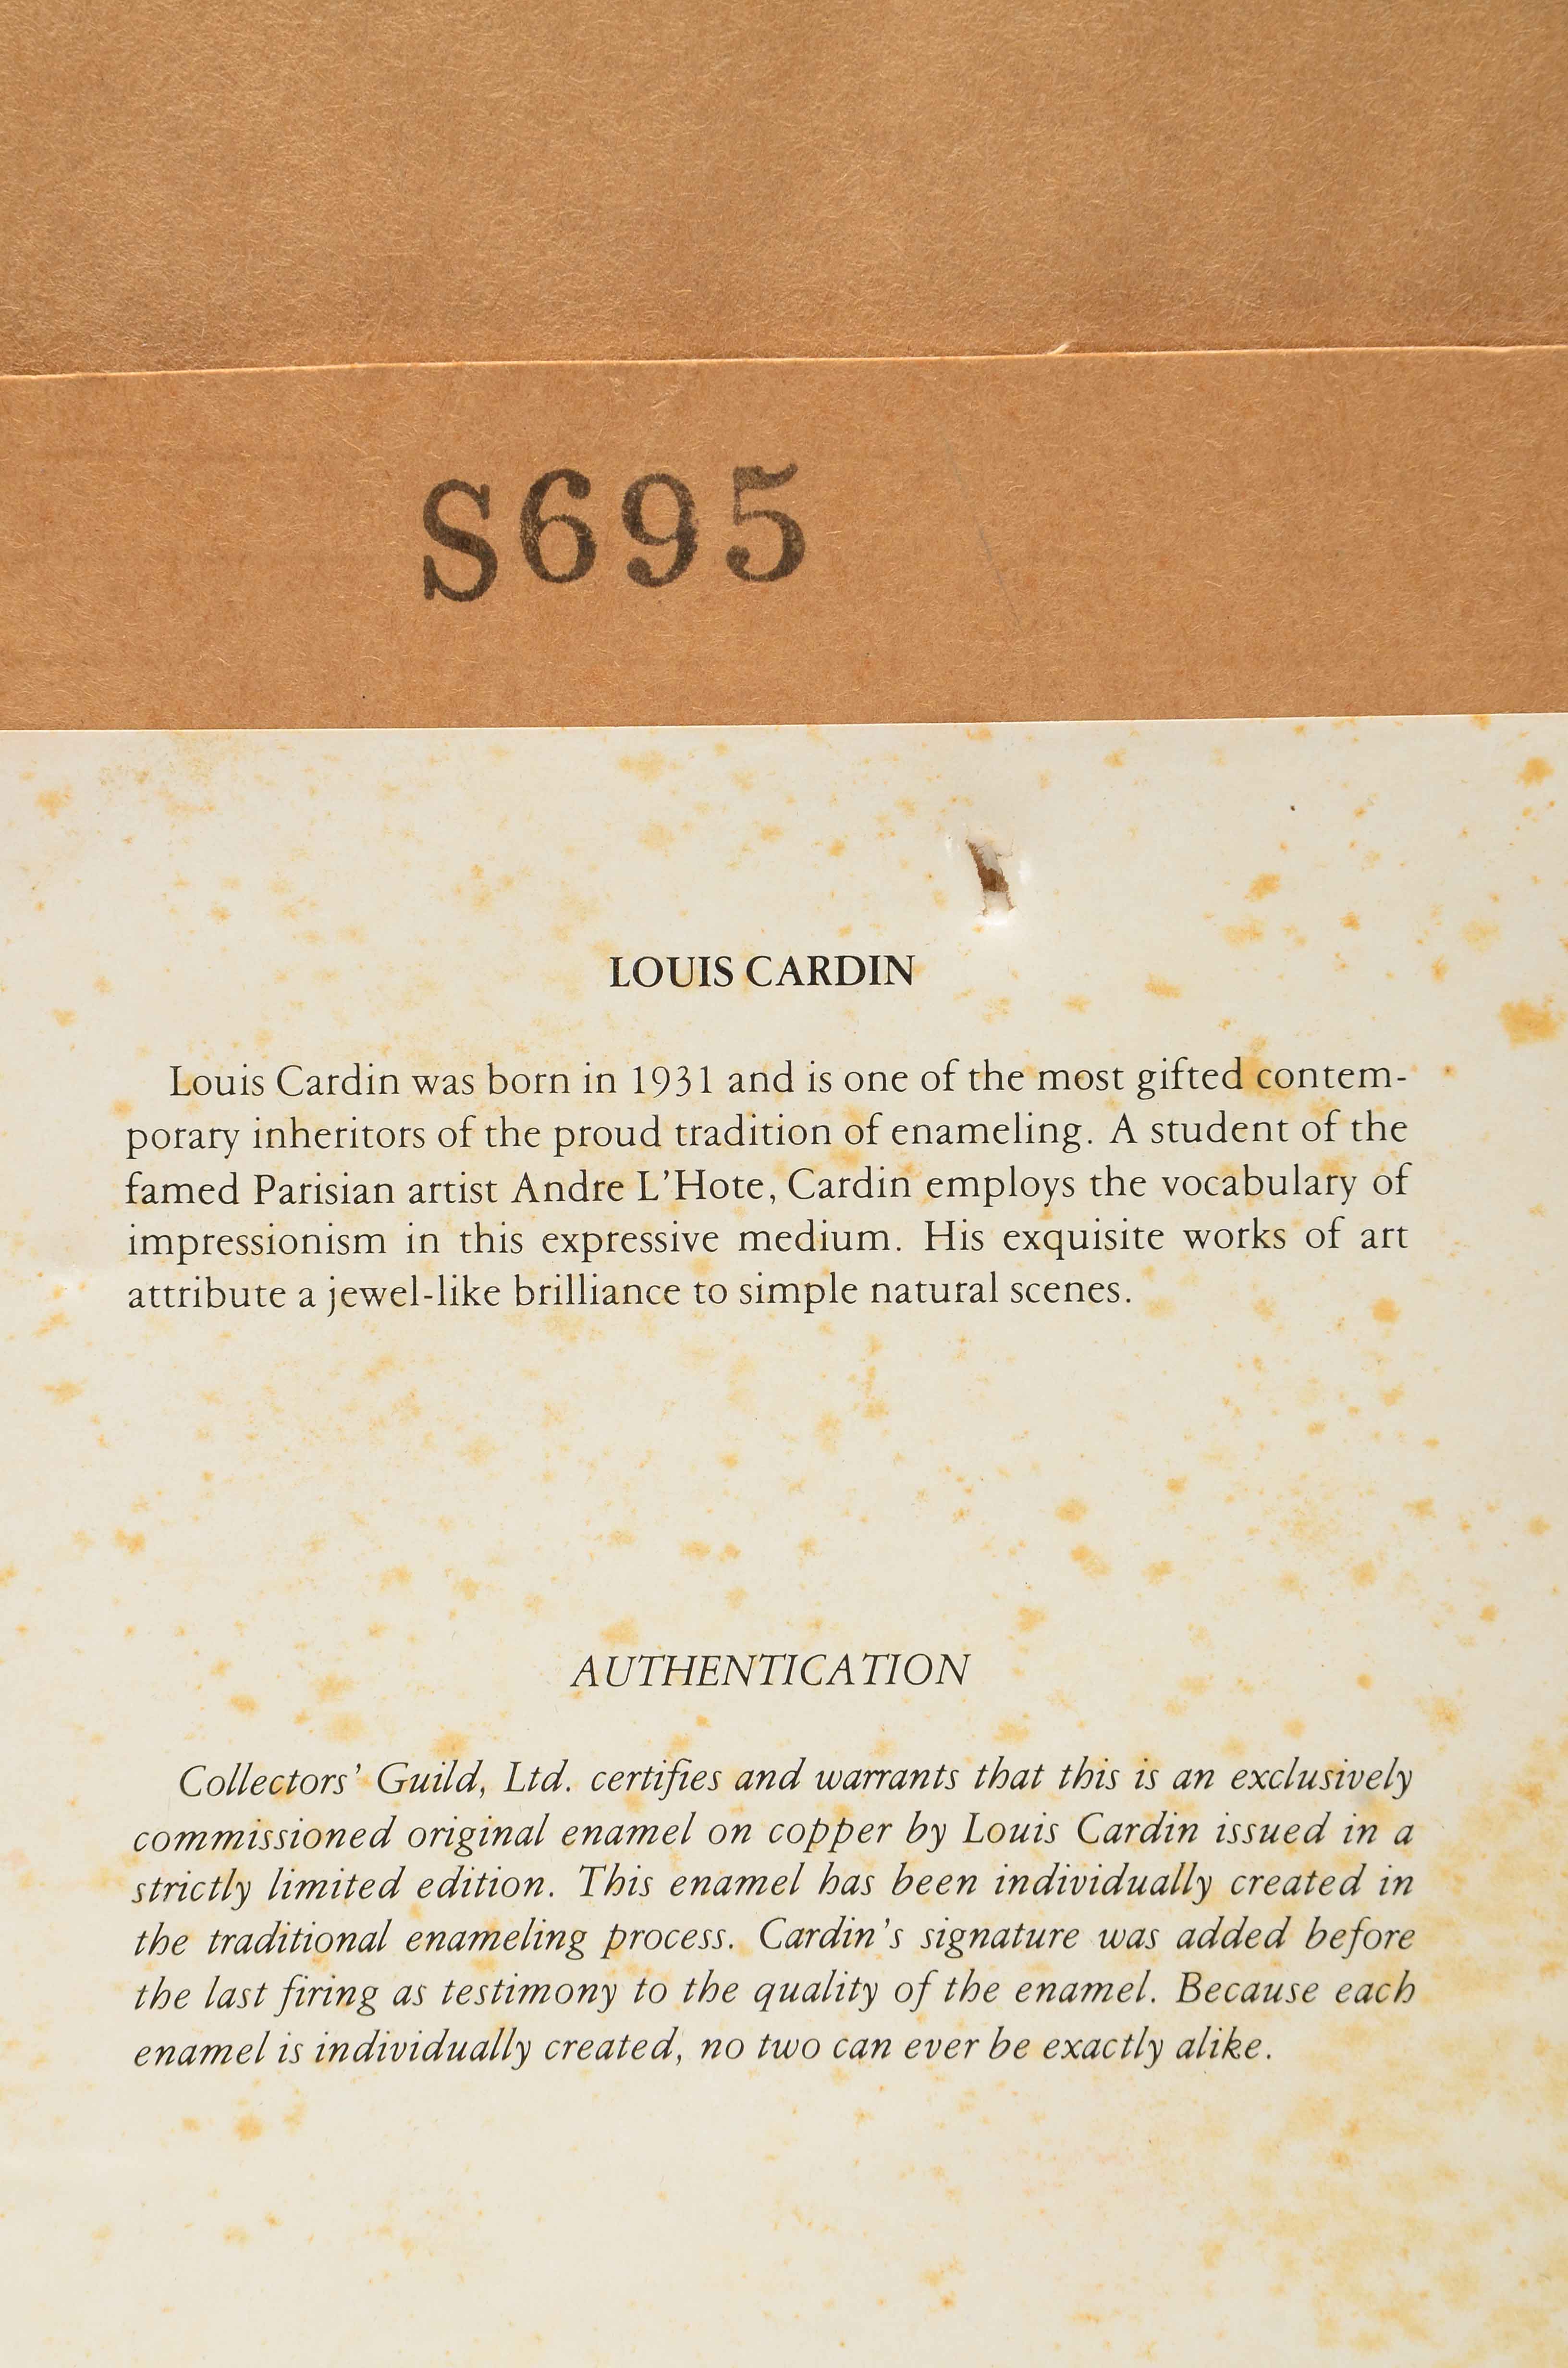 S695
LOUIS CARDIN
Louis Cardin was born in 1931 and is one of the most gifted contem-
porary inheritors of the proud tradition of enameling. A student of the
famed Parisian artist Andre L'Hote, Cardin employs the vocabulary of
impressionism in this expressive medium. His exquisite works of art
attribute a jewel-like brilliance to simple natural scenes.
AUTHENTICATION
Collectors' Guild, Ltd. certifies and warrants that this is an exclusively
commissioned original enamel on copper by Louis Cardin issued in a
strictly limited edition. This enamel has been individually created in
the traditional enameling process. Cardin's signature was added before
the last firing as testimony to the quality of the enamel. Because each
enamel is individually created, no two can ever be exactly alike.